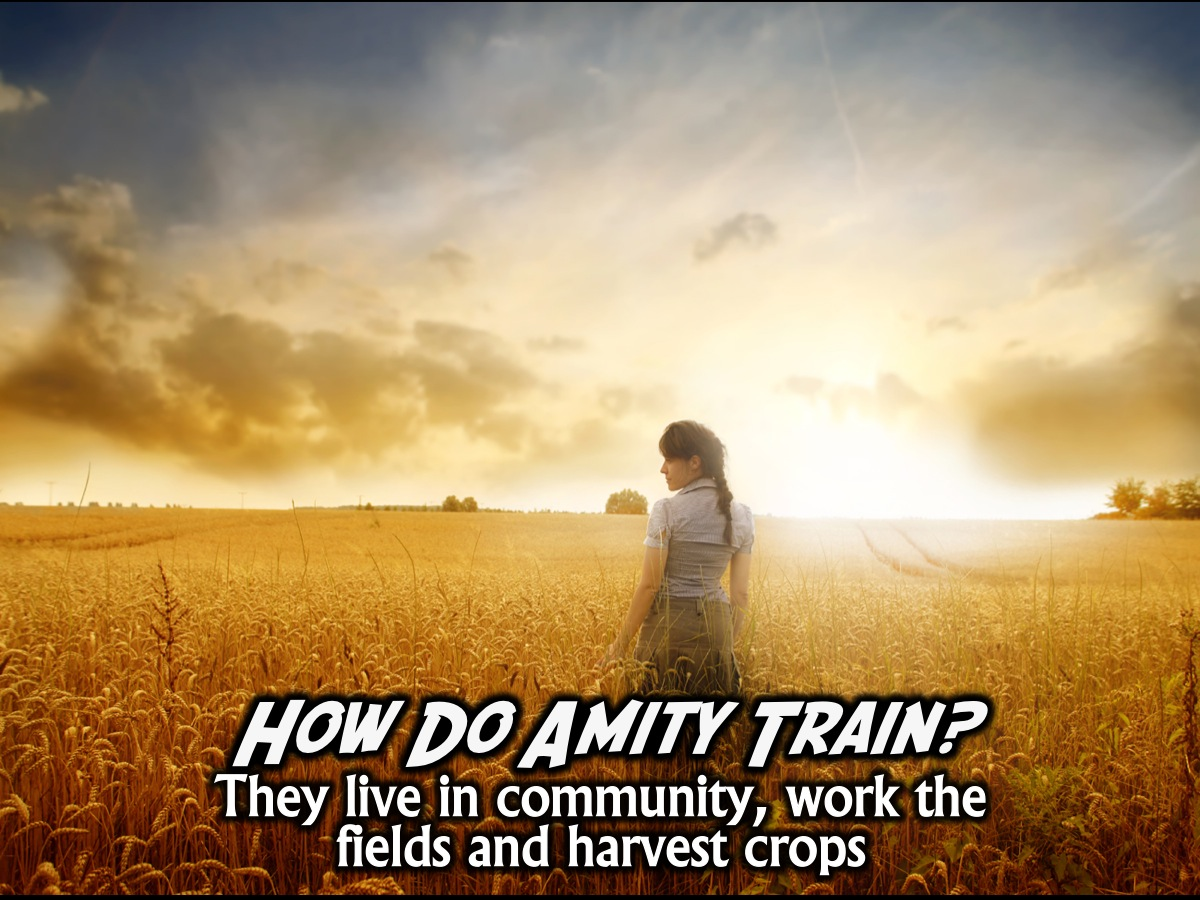 How Do Amity Train?
They live in community, work the
fields and harvest crops